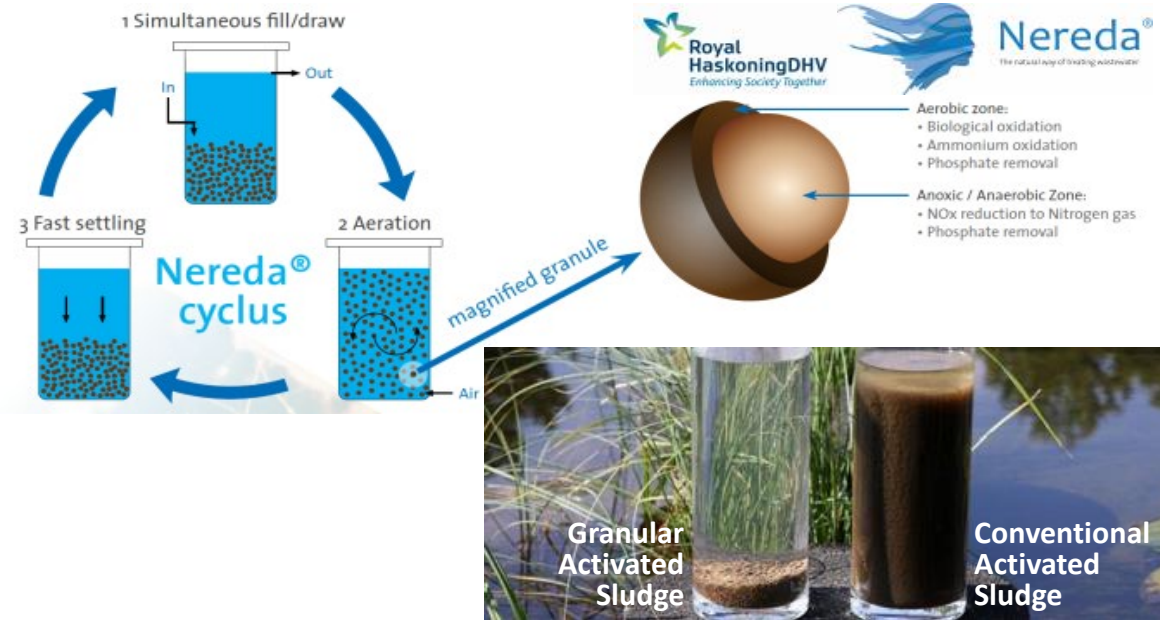 1 Simultaneous fill/draw
In
Out
3 Fast settling
2 Aeration
Nereda®
cyclus
Air
magnified granule
Royal
HaskoningDHV
Enhancing Society Together
Nereda®
The natural way of treating wastewater
Aerobic zone:
• Biological oxidation
• Ammonium oxidation
• Phosphate removal
Anoxic / Anaerobic Zone:
• NOx reduction to Nitrogen gas
• Phosphate removal
Granular
Activated
Sludge
Conventional
Activated
Sludge